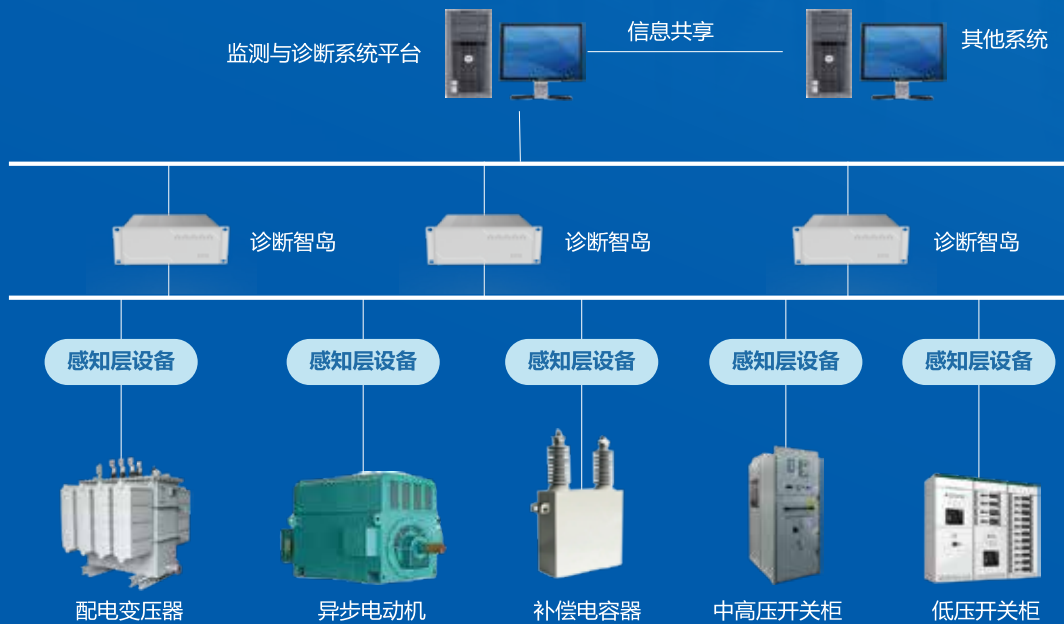 信息共享
监测与诊断系统平台
其他系统
诊断智岛
诊断智岛
诊断智岛
感知层设备
感知层设备
感知层设备
感知层设备
感知层设备
配电变压器
异步电动机
补偿电容器
中高压开关柜
低压开关柜